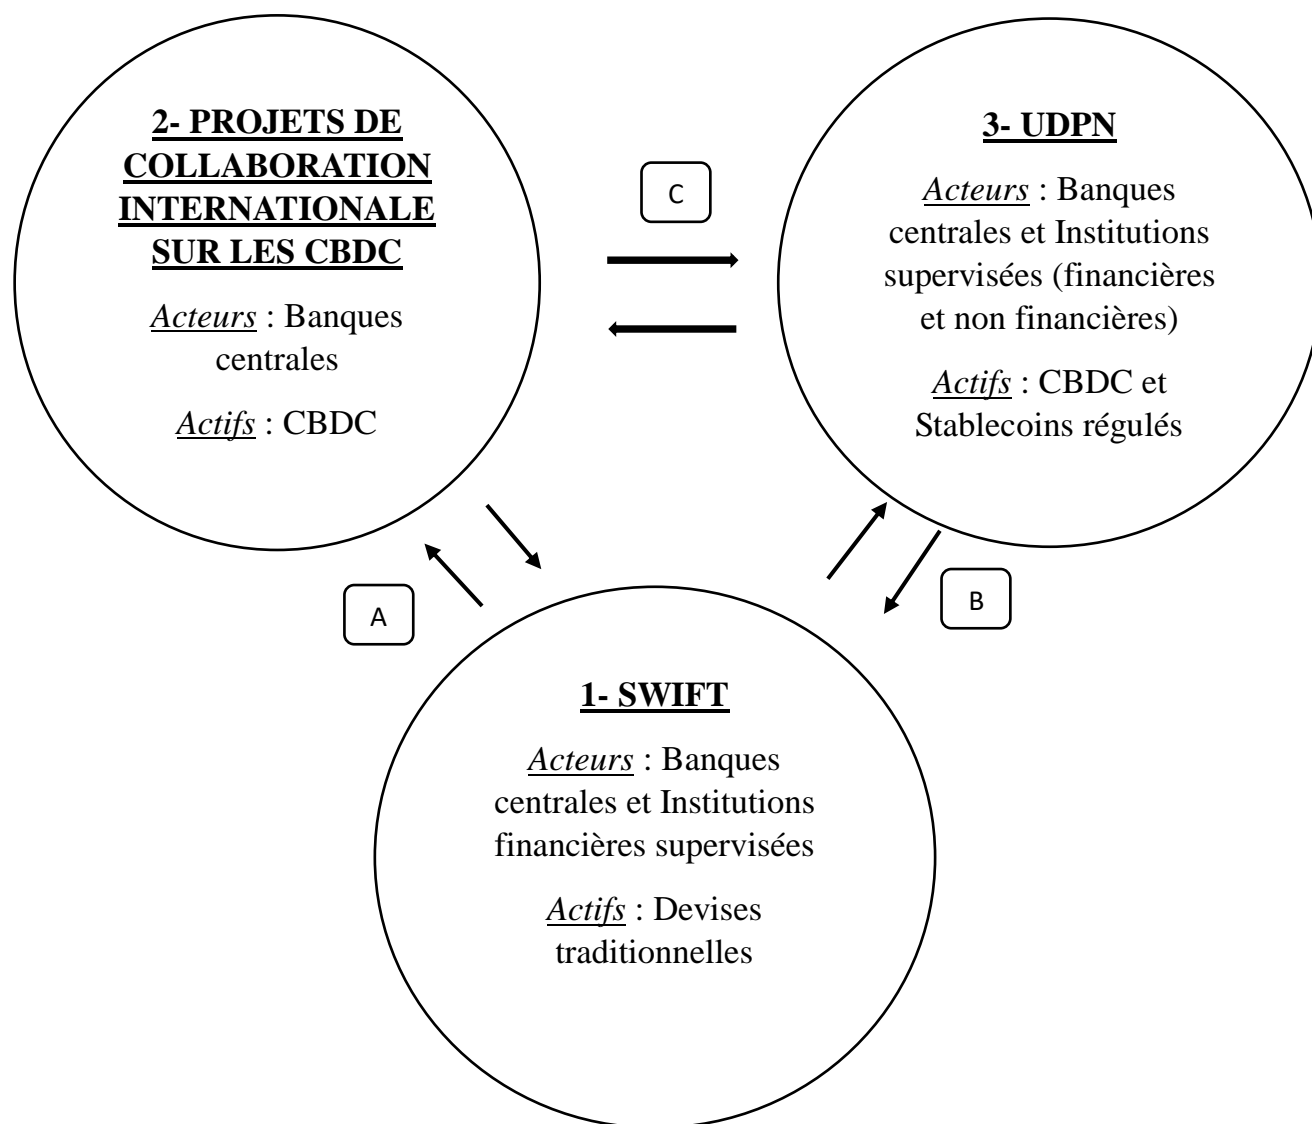 2- PROJETS DE
COLLABORATION
INTERNATIONALE
SUR LES CBDC
Acteurs : Banques
centrales
Actifs : CBDC
C
3- UDPN
Acteurs : Banques
centrales et Institutions
supervisées (financières
et non financières)
Actifs : CBDC et
Stablecoins régulés
A
B
1- SWIFT
Acteurs : Banques
centrales et Institutions
financières supervisées
Actifs : Devises
traditionnelles